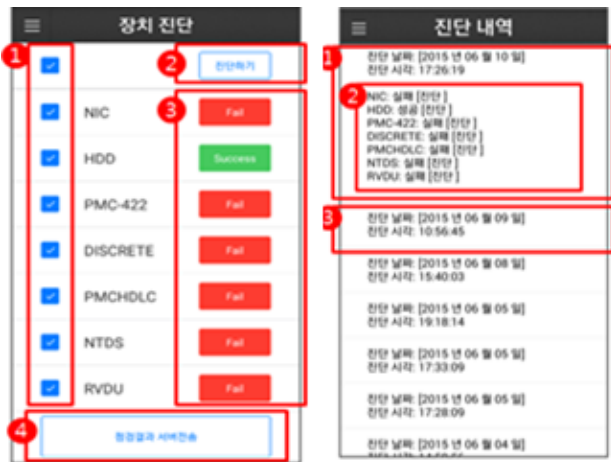 장치 진단
1
2
진단하기
3
NIC
Fail
HDD
Success
PMC-422
Fail
DISCRETE
Fail
PMCHDLC
Fail
NTDS
Fail
RVDU
Fail
4
점검결과 서버전송
진단 내역
1
진단 날짜: [2015 년 06 월 10 일]
진단 시각: 17:26:19
2
NIC: 실패 [진단 ]
HDD: 성공 [진단 ]
PMC-422: 실패 [진단 ]
DISCRETE: 실패 [진단 ]
PMCHDLC: 실패 [진단 ]
NTDS: 실패 [진단 ]
RVDU: 실패 [진단 ]
3
진단 날짜: [2015 년 06 월 09 일]
진단 시각: 10:56:45
진단 날짜: [2015 년 06 월 08 일]
진단 시각: 15:40:03
진단 날짜: [2015 년 06 월 05 일]
진단 시각: 19:18:14
진단 날짜: [2015 년 06 월 05 일]
진단 시각: 17:33:09
진단 날짜: [2015 년 06 월 05 일]
진단 시각: 17:28:09
진단 날짜: [2015 년 06 월 04 일]